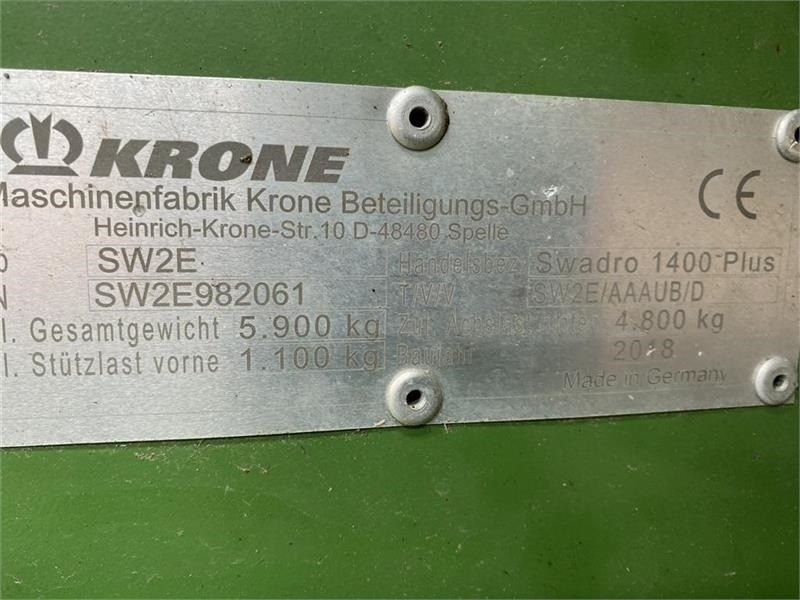 KRONE
Maschinenfabrik Krone Beteiligungs-GmbH
Heinrich-Krone-Str.10 D-48480 Spelle
CE
SW2E Handelsbez Swadro 1400 Plus
N SW2E982061 T/V/V SW2E/AAAUB/D
l. Gesamtgewicht 5.900 kg 4.800 kg
l. Stützlast vorne 1.100 kg Baujahr 2018
Made in Germany